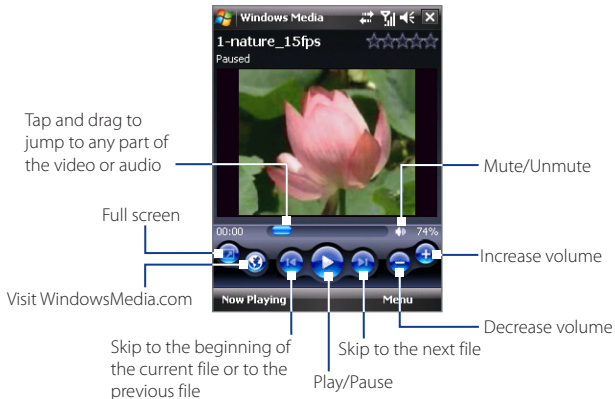 Windows Media
1-nature_15fps
Paused
Tap and drag to
jump to any part of
the video or audio
Mute/Unmute
Full screen
00:00
74%
Increase volume
Visit WindowsMedia.com
Now Playing
Menu
Decrease volume
Skip to the beginning of
the current file or to the
previous file
Skip to the next file
Play/Pause